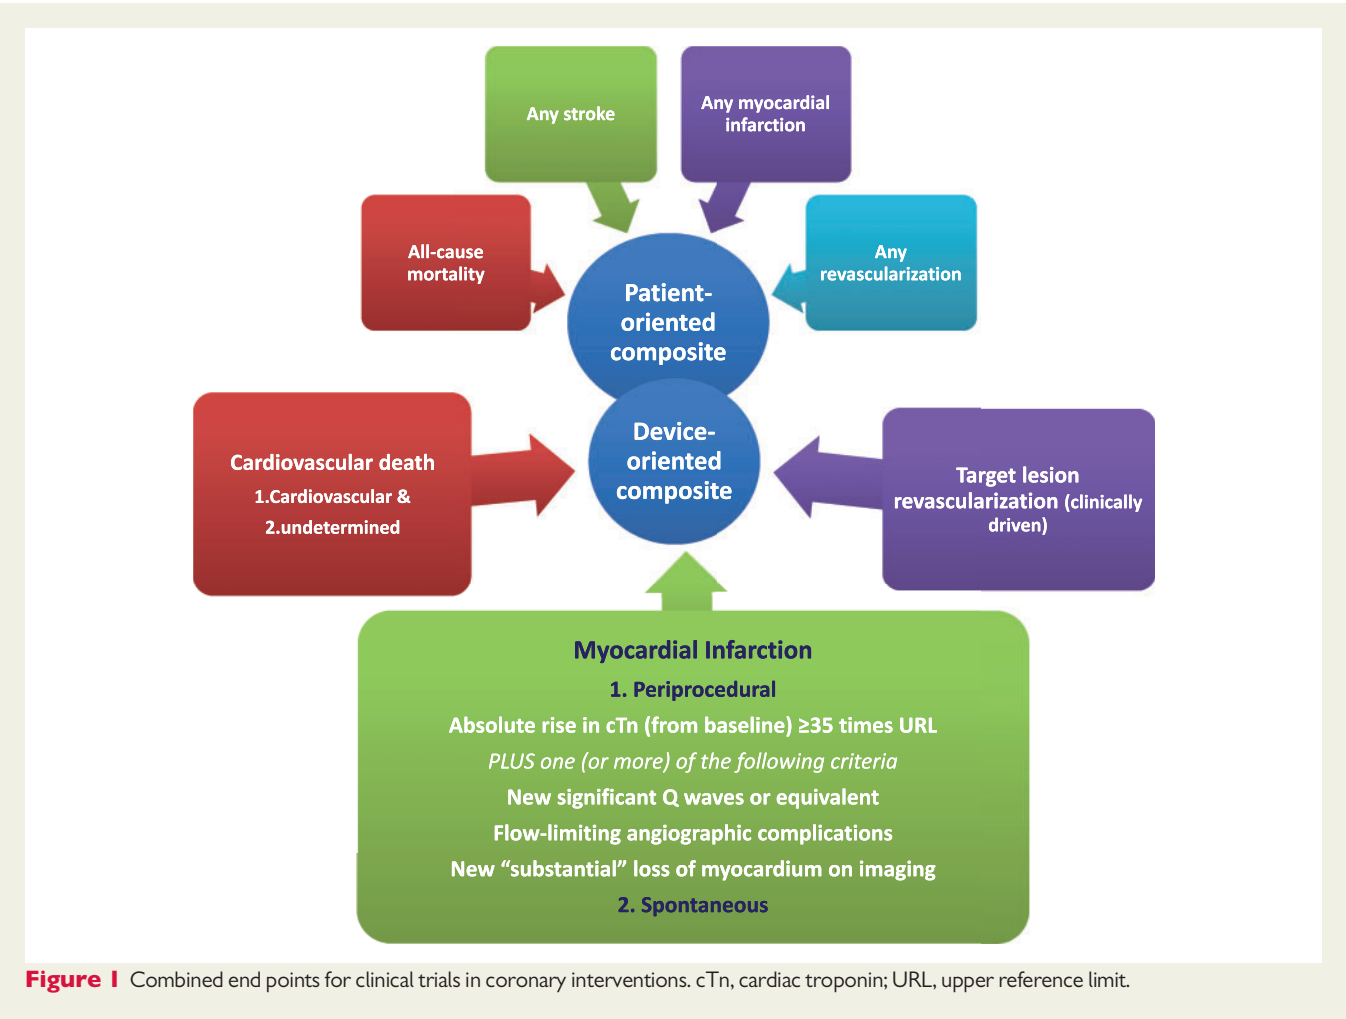 Any stroke
Any myocardial
infarction
All-cause
mortality
Any
revascularization
Patient-
oriented
composite
Device-
oriented
composite
Cardiovascular death
1.Cardiovascular &
2.undetermined
Target lesion
revascularization (clinically
driven)
Myocardial Infarction
1. Periprocedural
Absolute rise in cTn (from baseline) ≥35 times URL
PLUS one (or more) of the following criteria
New significant Q waves or equivalent
Flow-limiting angiographic complications
New “substantial” loss of myocardium on imaging
2. Spontaneous
Figure 1 Combined end points for clinical trials in coronary interventions. cTn, cardiac troponin; URL, upper reference limit.